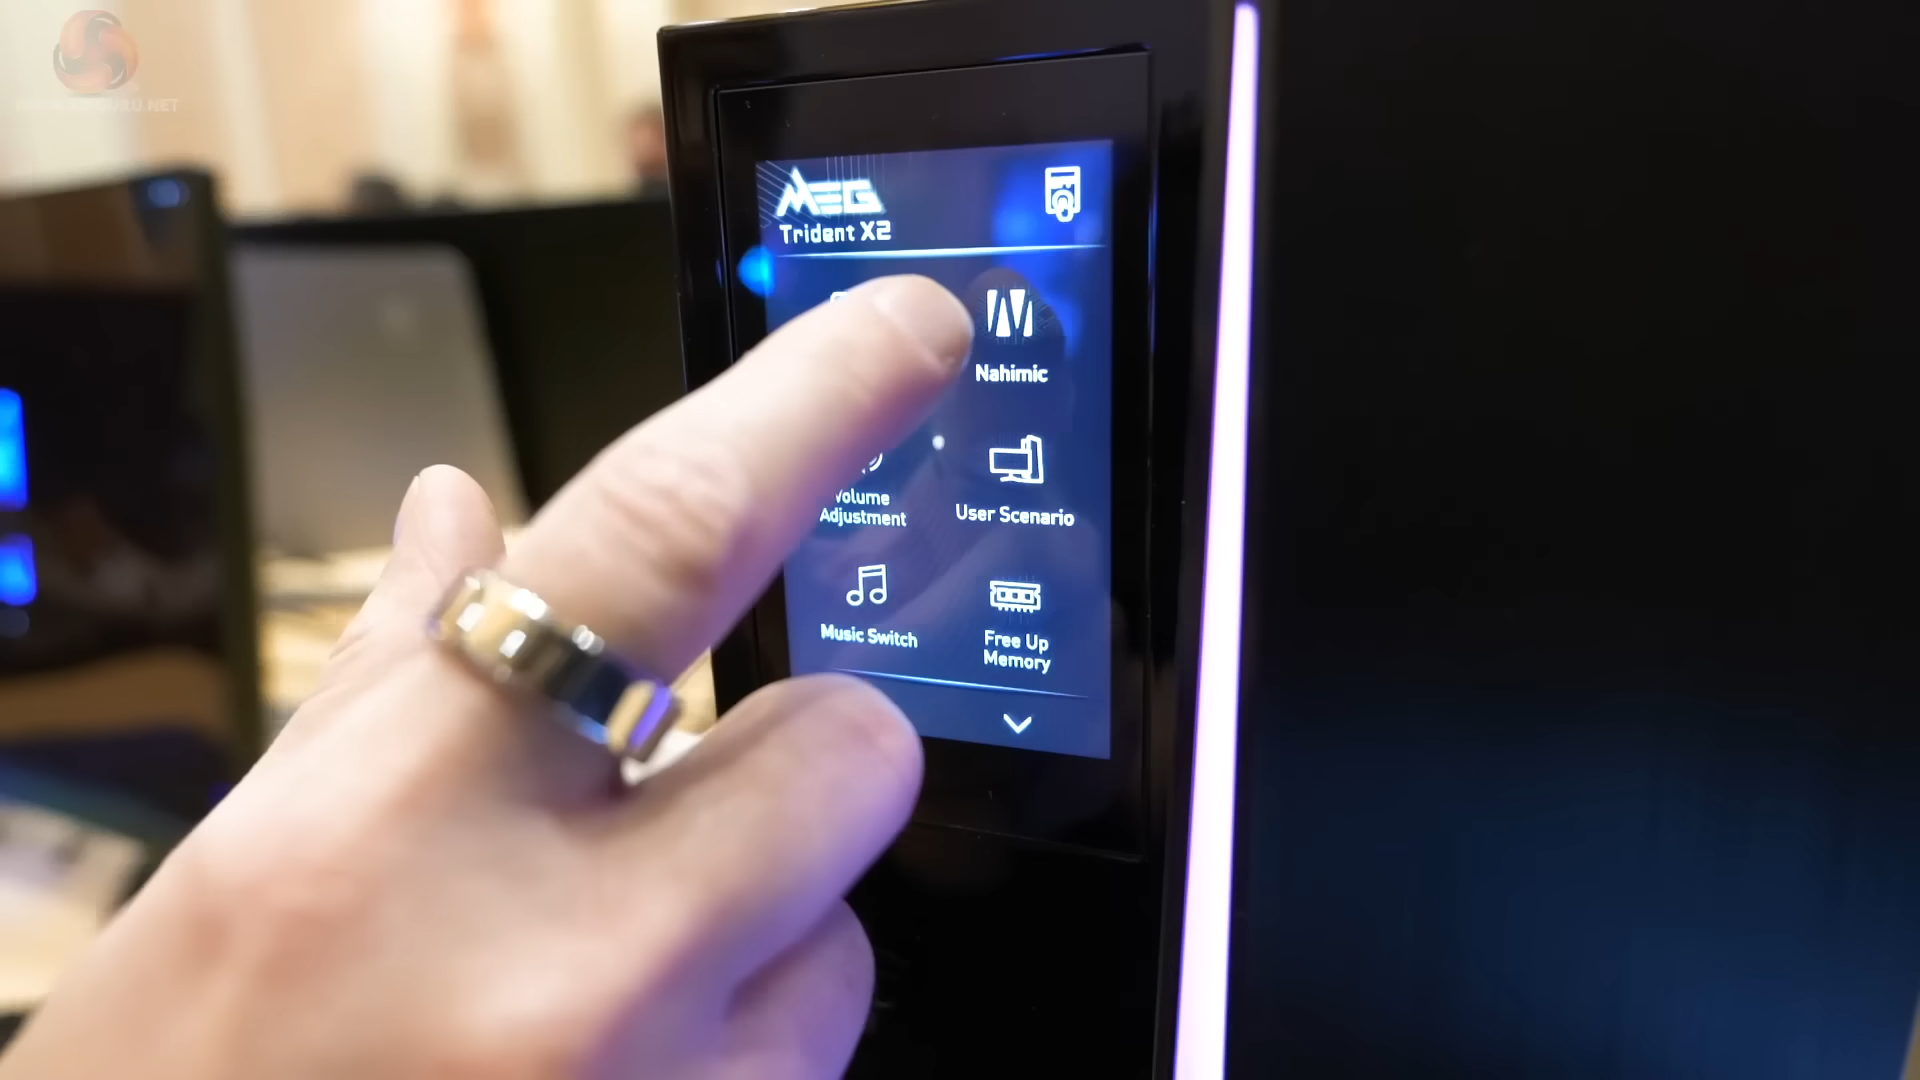 MEG
Trident X2
Nahimic
Volume
Adjustment
User Scenario
Music Switch
Free Up
Memory